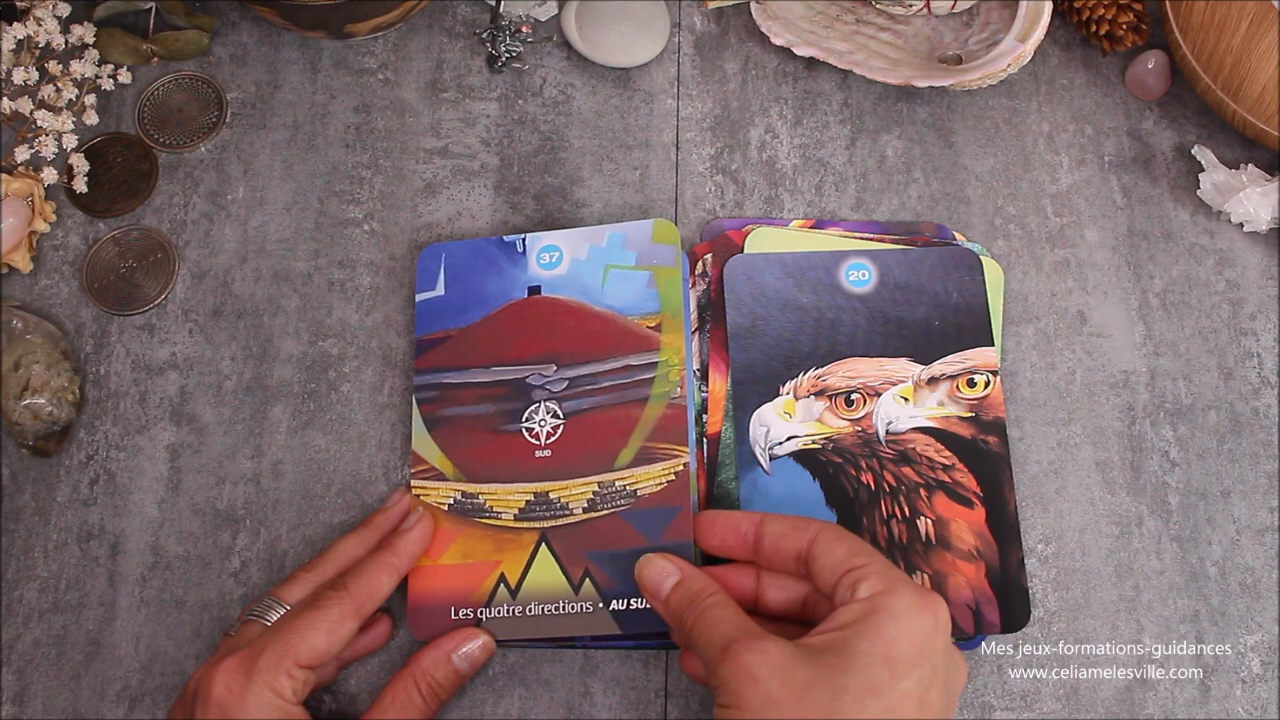 37
20
SUD
Les quatre directions • AU SU
Mes jeux-formations-guidances
www.celiamelesville.com